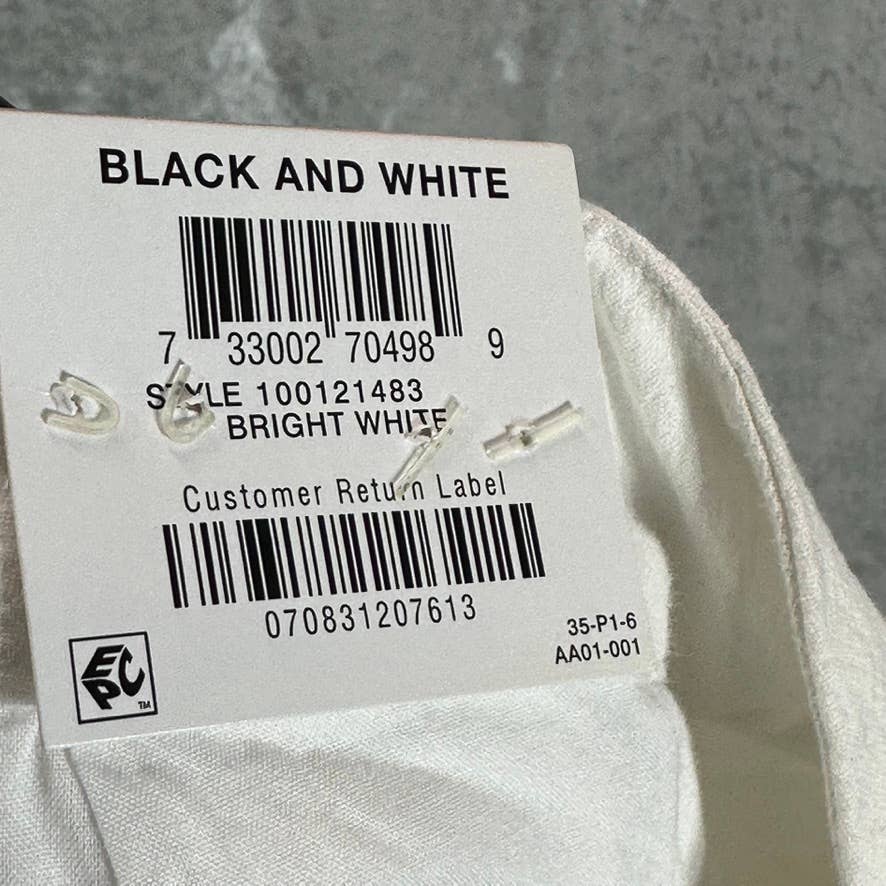 BLACK AND WHITE
7 33002 70498 9
STYLE 100121483
BRIGHT WHITE
Customer Return Label
070831207613
35-P1-6
AA01-001
EPC TM